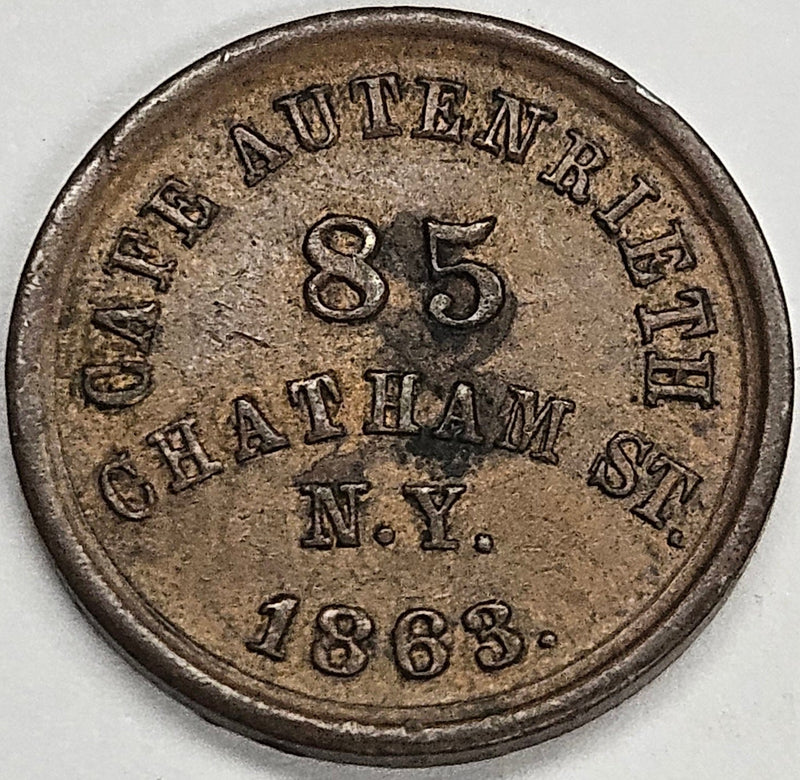 CAFE AUTENRIETH
85
CHATHAM ST.
N.Y.
1863.